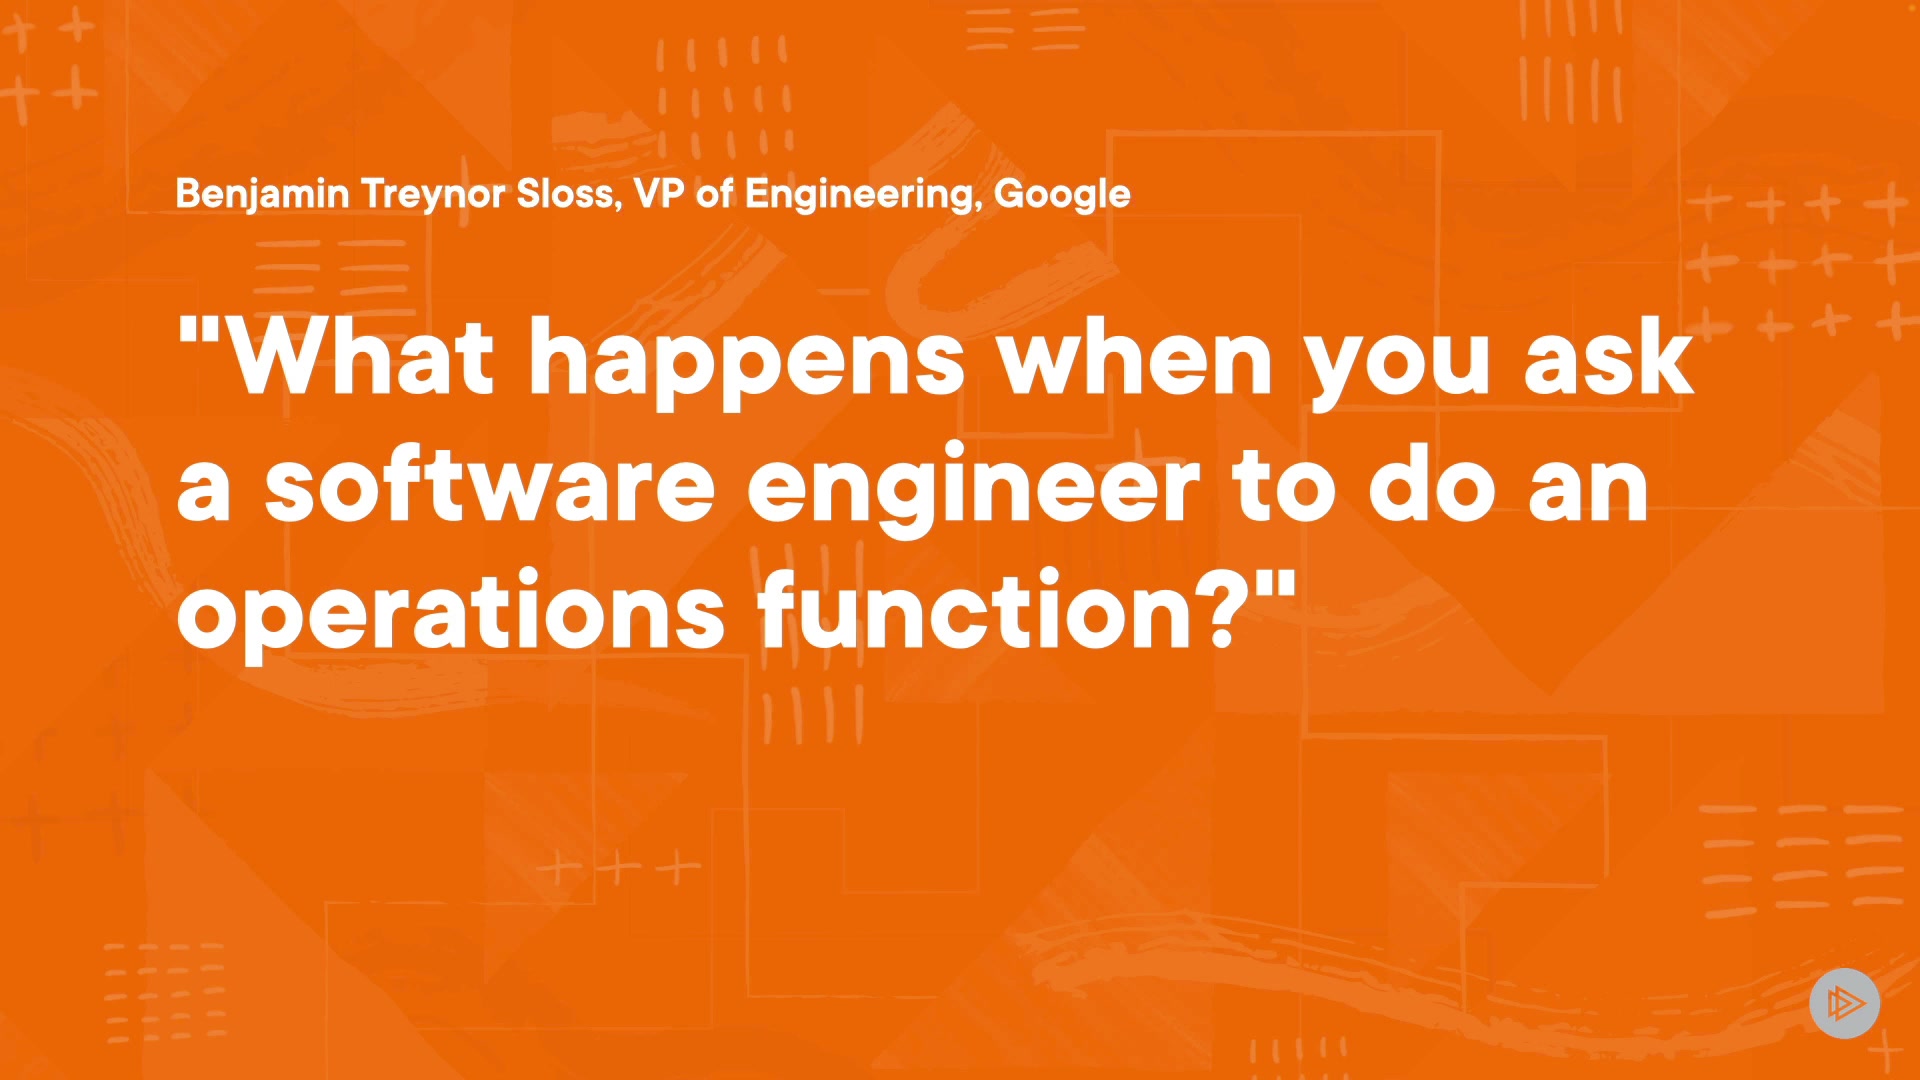 Benjamin Treynor Sloss, VP of Engineering, Google
"What happens when you ask
a software engineer to do an
operations function?"